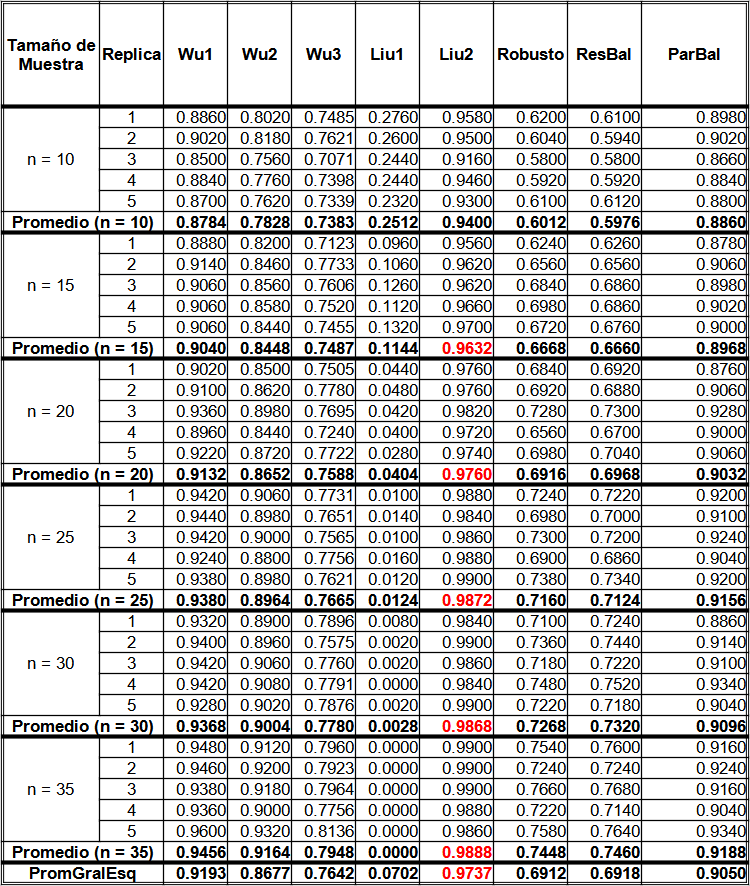 Tamaño de Muestra Replica Wu1 Wu2 Wu3 Liu1 Liu2 Robusto ResBal ParBal
n = 10
1 0.8860 0.8020 0.7485 0.2760 0.9580 0.6200 0.6100 0.8980
2 0.9020 0.8180 0.7621 0.2600 0.9500 0.6040 0.5940 0.9020
3 0.8500 0.7560 0.7071 0.2440 0.9160 0.5800 0.5800 0.8660
4 0.8840 0.7760 0.7398 0.2440 0.9460 0.5920 0.5920 0.8840
5 0.8700 0.7620 0.7339 0.2320 0.9300 0.6100 0.6120 0.8800
Promedio (n = 10) 0.8784 0.7828 0.7383 0.2512 0.9400 0.6012 0.5976 0.8860
n = 15
1 0.8880 0.8200 0.7123 0.0960 0.9560 0.6240 0.6260 0.8780
2 0.9140 0.8460 0.7733 0.1060 0.9620 0.6560 0.6560 0.9060
3 0.9060 0.8560 0.7606 0.1260 0.9620 0.6840 0.6860 0.8980
4 0.9060 0.8580 0.7520 0.1120 0.9660 0.6980 0.6860 0.9020
5 0.9060 0.8440 0.7455 0.1320 0.9700 0.6720 0.6760 0.9000
Promedio (n = 15) 0.9040 0.8448 0.7487 0.1144 0.9632 0.6668 0.6660 0.8968
n = 20
1 0.9020 0.8500 0.7505 0.0440 0.9760 0.6840 0.6920 0.8760
2 0.9100 0.8620 0.7780 0.0480 0.9760 0.6920 0.6880 0.9060
3 0.9360 0.8980 0.7695 0.0420 0.9820 0.7280 0.7300 0.9280
4 0.8960 0.8440 0.7240 0.0400 0.9720 0.6560 0.6700 0.9000
5 0.9220 0.8720 0.7722 0.0280 0.9740 0.6980 0.7040 0.9060
Promedio (n = 20) 0.9132 0.8652 0.7588 0.0404 0.9760 0.6916 0.6968 0.9032
n = 25
1 0.9420 0.9060 0.7731 0.0100 0.9880 0.7240 0.7220 0.9200
2 0.9440 0.8980 0.7651 0.0140 0.9840 0.6980 0.7000 0.9100
3 0.9420 0.9000 0.7565 0.0100 0.9860 0.7300 0.7200 0.9240
4 0.9240 0.8800 0.7756 0.0160 0.9880 0.6900 0.6860 0.9040
5 0.9380 0.8980 0.7621 0.0120 0.9900 0.7380 0.7340 0.9200
Promedio (n = 25) 0.9380 0.8964 0.7665 0.0124 0.9872 0.7160 0.7124 0.9156
n = 30
1 0.9320 0.8900 0.7896 0.0080 0.9840 0.7100 0.7240 0.8860
2 0.9400 0.8960 0.7575 0.0020 0.9900 0.7360 0.7440 0.9140
3 0.9420 0.9060 0.7760 0.0020 0.9860 0.7180 0.7220 0.9100
4 0.9420 0.9080 0.7791 0.0000 0.9840 0.7480 0.7520 0.9340
5 0.9280 0.9020 0.7876 0.0020 0.9900 0.7220 0.7180 0.9040
Promedio (n = 30) 0.9368 0.9004 0.7780 0.0028 0.9868 0.7268 0.7320 0.9096
n = 35
1 0.9480 0.9120 0.7960 0.0000 0.9900 0.7540 0.7600 0.9160
2 0.9460 0.9200 0.7923 0.0000 0.9900 0.7240 0.7240 0.9240
3 0.9380 0.9180 0.7964 0.0000 0.9900 0.7660 0.7680 0.9160
4 0.9360 0.9000 0.7756 0.0000 0.9880 0.7220 0.7140 0.9040
5 0.9600 0.9320 0.8136 0.0000 0.9860 0.7580 0.7640 0.9340
Promedio (n = 35) 0.9456 0.9164 0.7948 0.0000 0.9888 0.7448 0.7460 0.9188
PromGralEsq 0.9193 0.8677 0.7642 0.0702 0.9737 0.6912 0.6918 0.9050